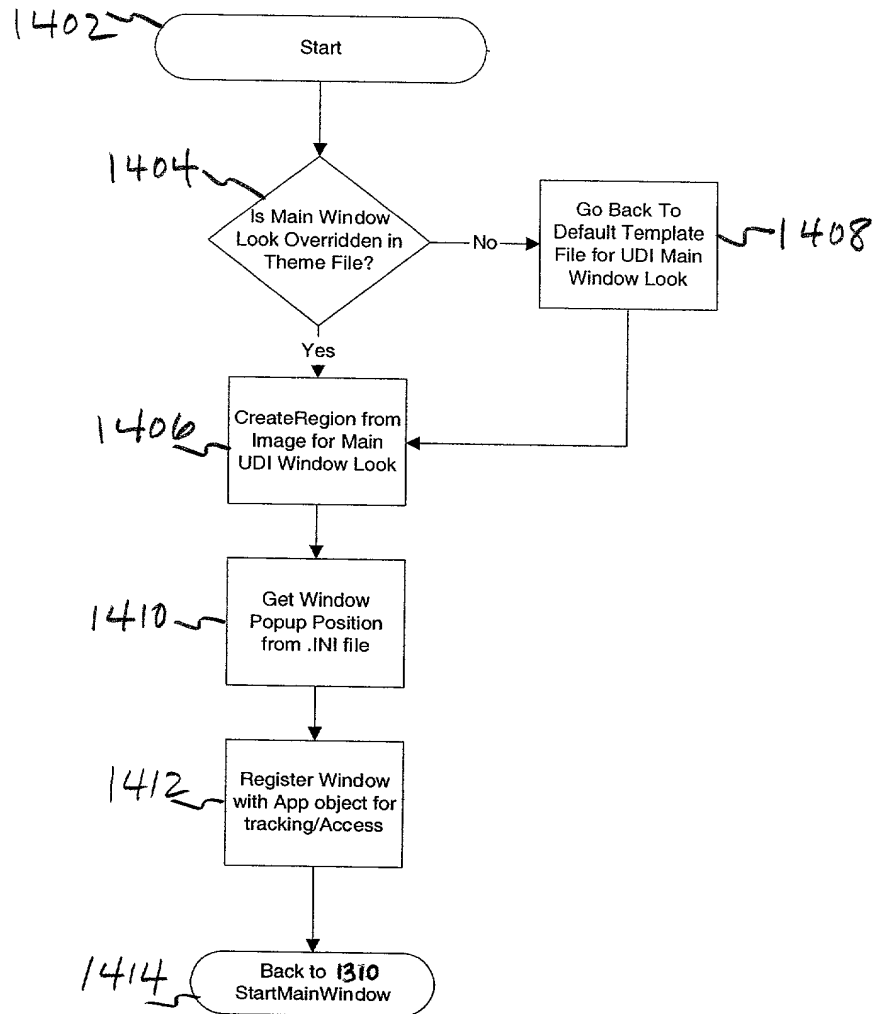 1402
Start
1404
Is Main Window
Look Overridden in
Theme File?
No
Go Back To
Default Template
File for UDI Main
Window Look
1408
Yes
1406
CreateRegion from
Image for Main
UDI Window Look
1410
Get Window
Popup Position
from .INI file
1412
Register Window
with App object for
tracking/Access
1414
Back to 1310
StartMainWindow